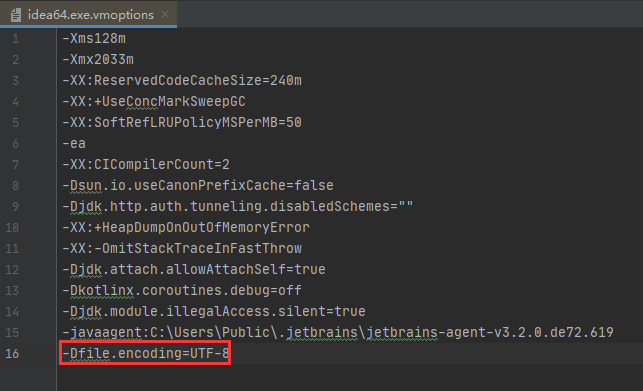 idea64.exe.vmoptions
1 -Xms128m
2 -Xmx2033m
3 -XX:ReservedCodeCacheSize=240m
4 -XX:+UseConcMarkSweepGC
5 -XX:SoftRefLRUPolicyMSPerMB=50
6 -ea
7 -XX:CICompilerCount=2
8 -Dsun.io.useCanonPrefixCache=false
9 -Djdk.http.auth.tunneling.disabledSchemes=""
10 -XX:+HeapDumpOnOutOfMemoryError
11 -XX:-OmitStackTraceInFastThrow
12 -Djdk.attach.allowAttachSelf=true
13 -Dkotlinx.coroutines.debug=off
14 -Djdk.module.illegalAccess.silent=true
15 -javaagent:C:\Users\Public\.jetbrains\jetbrains-agent-v3.2.0.de72.619
16 -Dfile.encoding=UTF-8